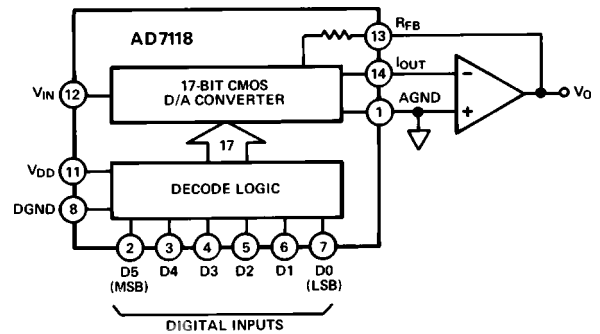 AD7118
R_FB
13
I_OUT
14
AGND
1
V_IN
12
17-BIT CMOS
D/A CONVERTER
−
+
V_O
17
V_DD
11
DGND
8
DECODE LOGIC
2 3 4 5 6 7
D5 D4 D3 D2 D1 D0
(MSB) (LSB)
DIGITAL INPUTS